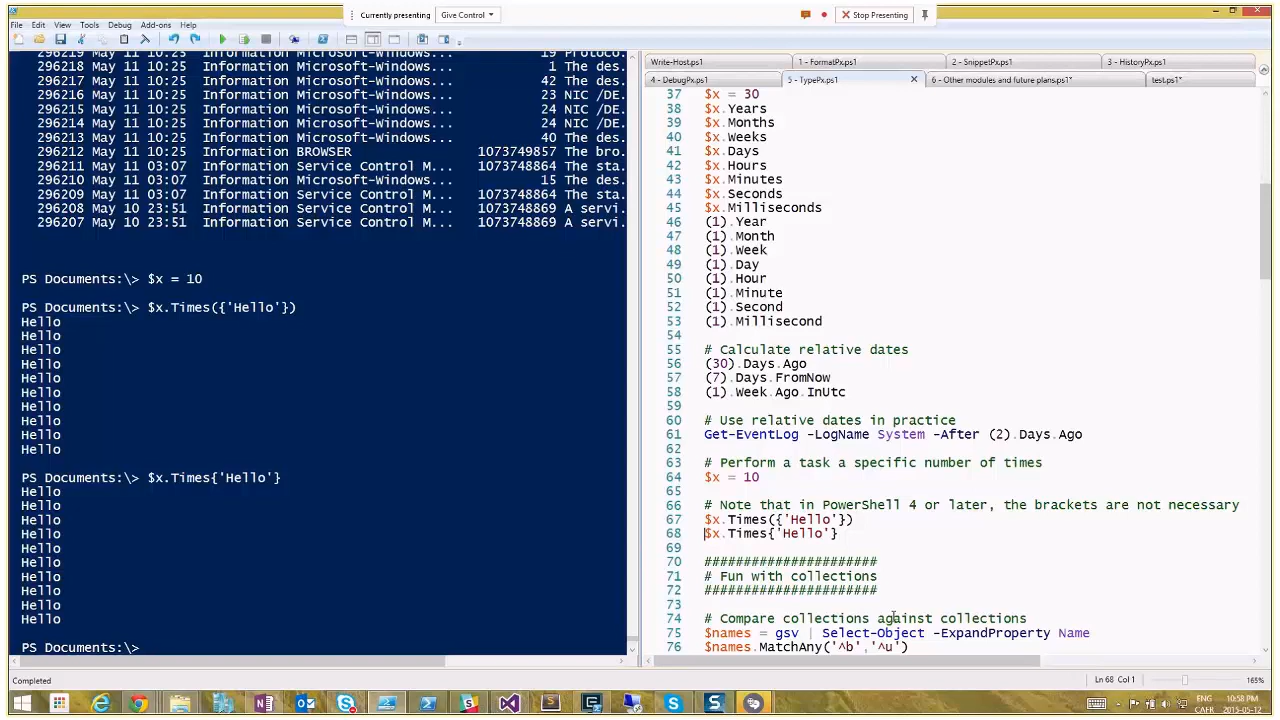 Currently presenting
Give Control
Stop Presenting
File Edit View Tools Debug Add-ons Help
296219 May 11 10:25 Information Microsoft-Windows... 19 Protoco.
296218 May 11 10:25 Information Microsoft-Windows... 1 The des.
296217 May 11 10:25 Information Microsoft-Windows... 42 The des.
296216 May 11 10:25 Information Microsoft-Windows... 23 NIC /DE.
296215 May 11 10:25 Information Microsoft-Windows... 24 NIC /DE.
296214 May 11 10:25 Information Microsoft-Windows... 24 NIC /DE.
296213 May 11 10:25 Information Microsoft-Windows... 40 The des.
296212 May 11 10:25 Information BROWSER 1073749857 The bro.
296211 May 11 03:07 Information Service Control M... 1073748864 The sta.
296210 May 11 03:07 Information Microsoft-Windows... 15 The des.
296209 May 11 03:07 Information Service Control M... 1073748864 The sta.
296208 May 10 23:51 Information Service Control M... 1073748869 A servi.
296207 May 10 23:51 Information Service Control M... 1073748869 A servi.
PS Documents:\> $x = 10
PS Documents:\> $x.Times({'Hello'})
Hello
Hello
Hello
Hello
Hello
Hello
Hello
Hello
Hello
Hello
PS Documents:\> $x.Times{'Hello'}
Hello
Hello
Hello
Hello
Hello
Hello
Hello
Hello
Hello
Hello
PS Documents:\>
Write-Host.ps1 1 - FormatPx.ps1 2 - SnippetPx.ps1 3 - HistoryPx.ps1
4 - DebugPx.ps1 5 - TypePx.ps1 6 - Other modules and future plans.ps1* test.ps1*
37 $x = 30
38 $x.Years
39 $x.Months
40 $x.Weeks
41 $x.Days
42 $x.Hours
43 $x.Minutes
44 $x.Seconds
45 $x.Milliseconds
46 (1).Year
47 (1).Month
48 (1).Week
49 (1).Day
50 (1).Hour
51 (1).Minute
52 (1).Second
53 (1).Millisecond
54
55 # Calculate relative dates
56 (30).Days.Ago
57 (7).Days.FromNow
58 (1).Week.Ago.InUtc
59
60 # Use relative dates in practice
61 Get-EventLog -LogName System -After (2).Days.Ago
62
63 # Perform a task a specific number of times
64 $x = 10
65
66 # Note that in PowerShell 4 or later, the brackets are not necessary
67 $x.Times({'Hello'})
68 $x.Times{'Hello'}
69
70 ######################
71 # Fun with collections
72 ######################
73
74 # Compare collections against collections
75 $names = gsv | Select-Object -ExpandProperty Name
76 $names.MatchAny('^b','^u')
Completed
Ln 68 Col 1
165%
ENG
CAFR
10:58 PM
2015-05-12